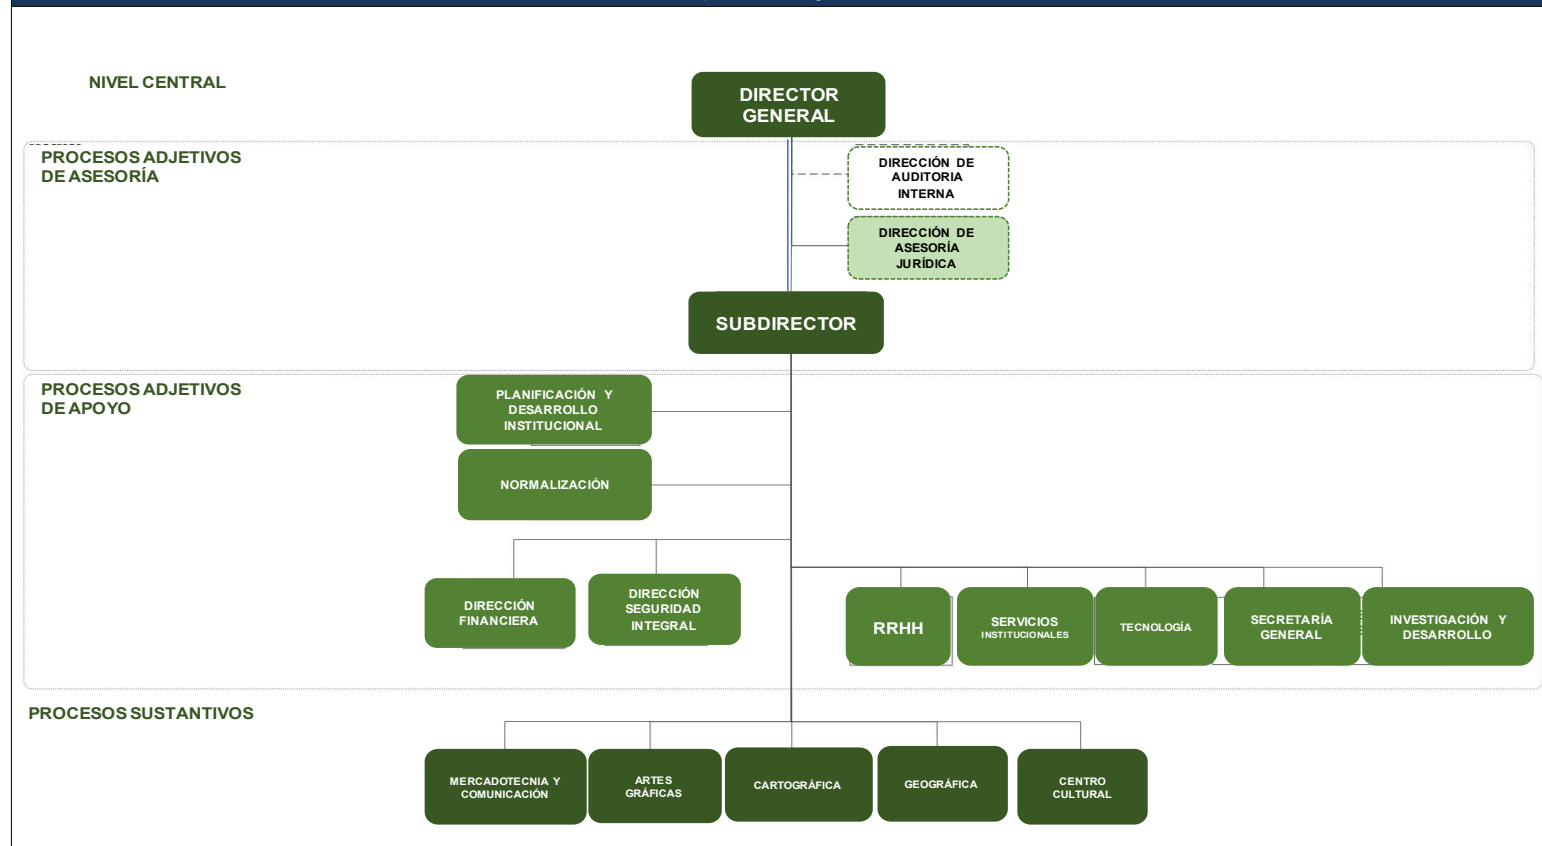 NIVEL CENTRAL
DIRECTOR
GENERAL
PROCESOS ADJETIVOS
DE ASESORÍA
DIRECCIÓN DE
AUDITORIA
INTERNA
DIRECCIÓN DE
ASESORÍA
JURÍDICA
SUBDIRECTOR
PROCESOS ADJETIVOS
DE APOYO
PLANIFICACIÓN Y
DESARROLLO
INSTITUCIONAL
NORMALIZACIÓN
DIRECCIÓN
FINANCIERA
DIRECCIÓN
SEGURIDAD
INTEGRAL
RRHH
SERVICIOS
INSTITUCIONALES
TECNOLOGÍA
SECRETARÍA
GENERAL
INVESTIGACIÓN Y
DESARROLLO
PROCESOS SUSTANTIVOS
MERCADOTECNIA Y
COMUNICACIÓN
ARTES
GRÁFICAS
CARTOGRÁFICA
GEOGRÁFICA
CENTRO
CULTURAL